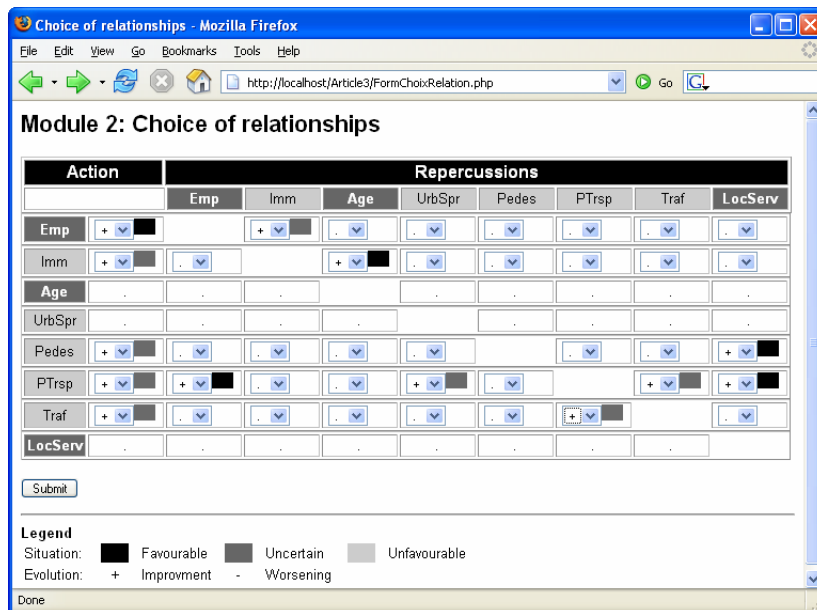 Choice of relationships - Mozilla Firefox
File Edit View Go Bookmarks Tools Help
http://localhost/Article3/FormChoixRelation.php Go G
Module 2: Choice of relationships
Action Repercussions
Emp Imm Age UrbSpr Pedes PTrsp Traf LocServ
Emp + + . . . . . .
Imm + . + . . . . .
Age . . . . . . . .
UrbSpr . . . . . . . .
Pedes + . . . . . . +
PTrsp + + . . + . + +
Traf + . . . . . + .
LocServ . . . . . . . .
Submit
Legend
Situation: Favourable Uncertain Unfavourable
Evolution: + Improvment - Worsening
Done